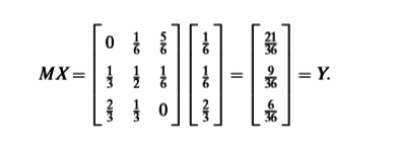 MX = [ 0 1/6 5/6 ; 1/3 1/2 1/6 ; 2/3 1/3 0 ] [ 1/6 ; 1/6 ; 2/3 ] = [ 21/36 ; 9/36 ; 6/36 ] = Y.